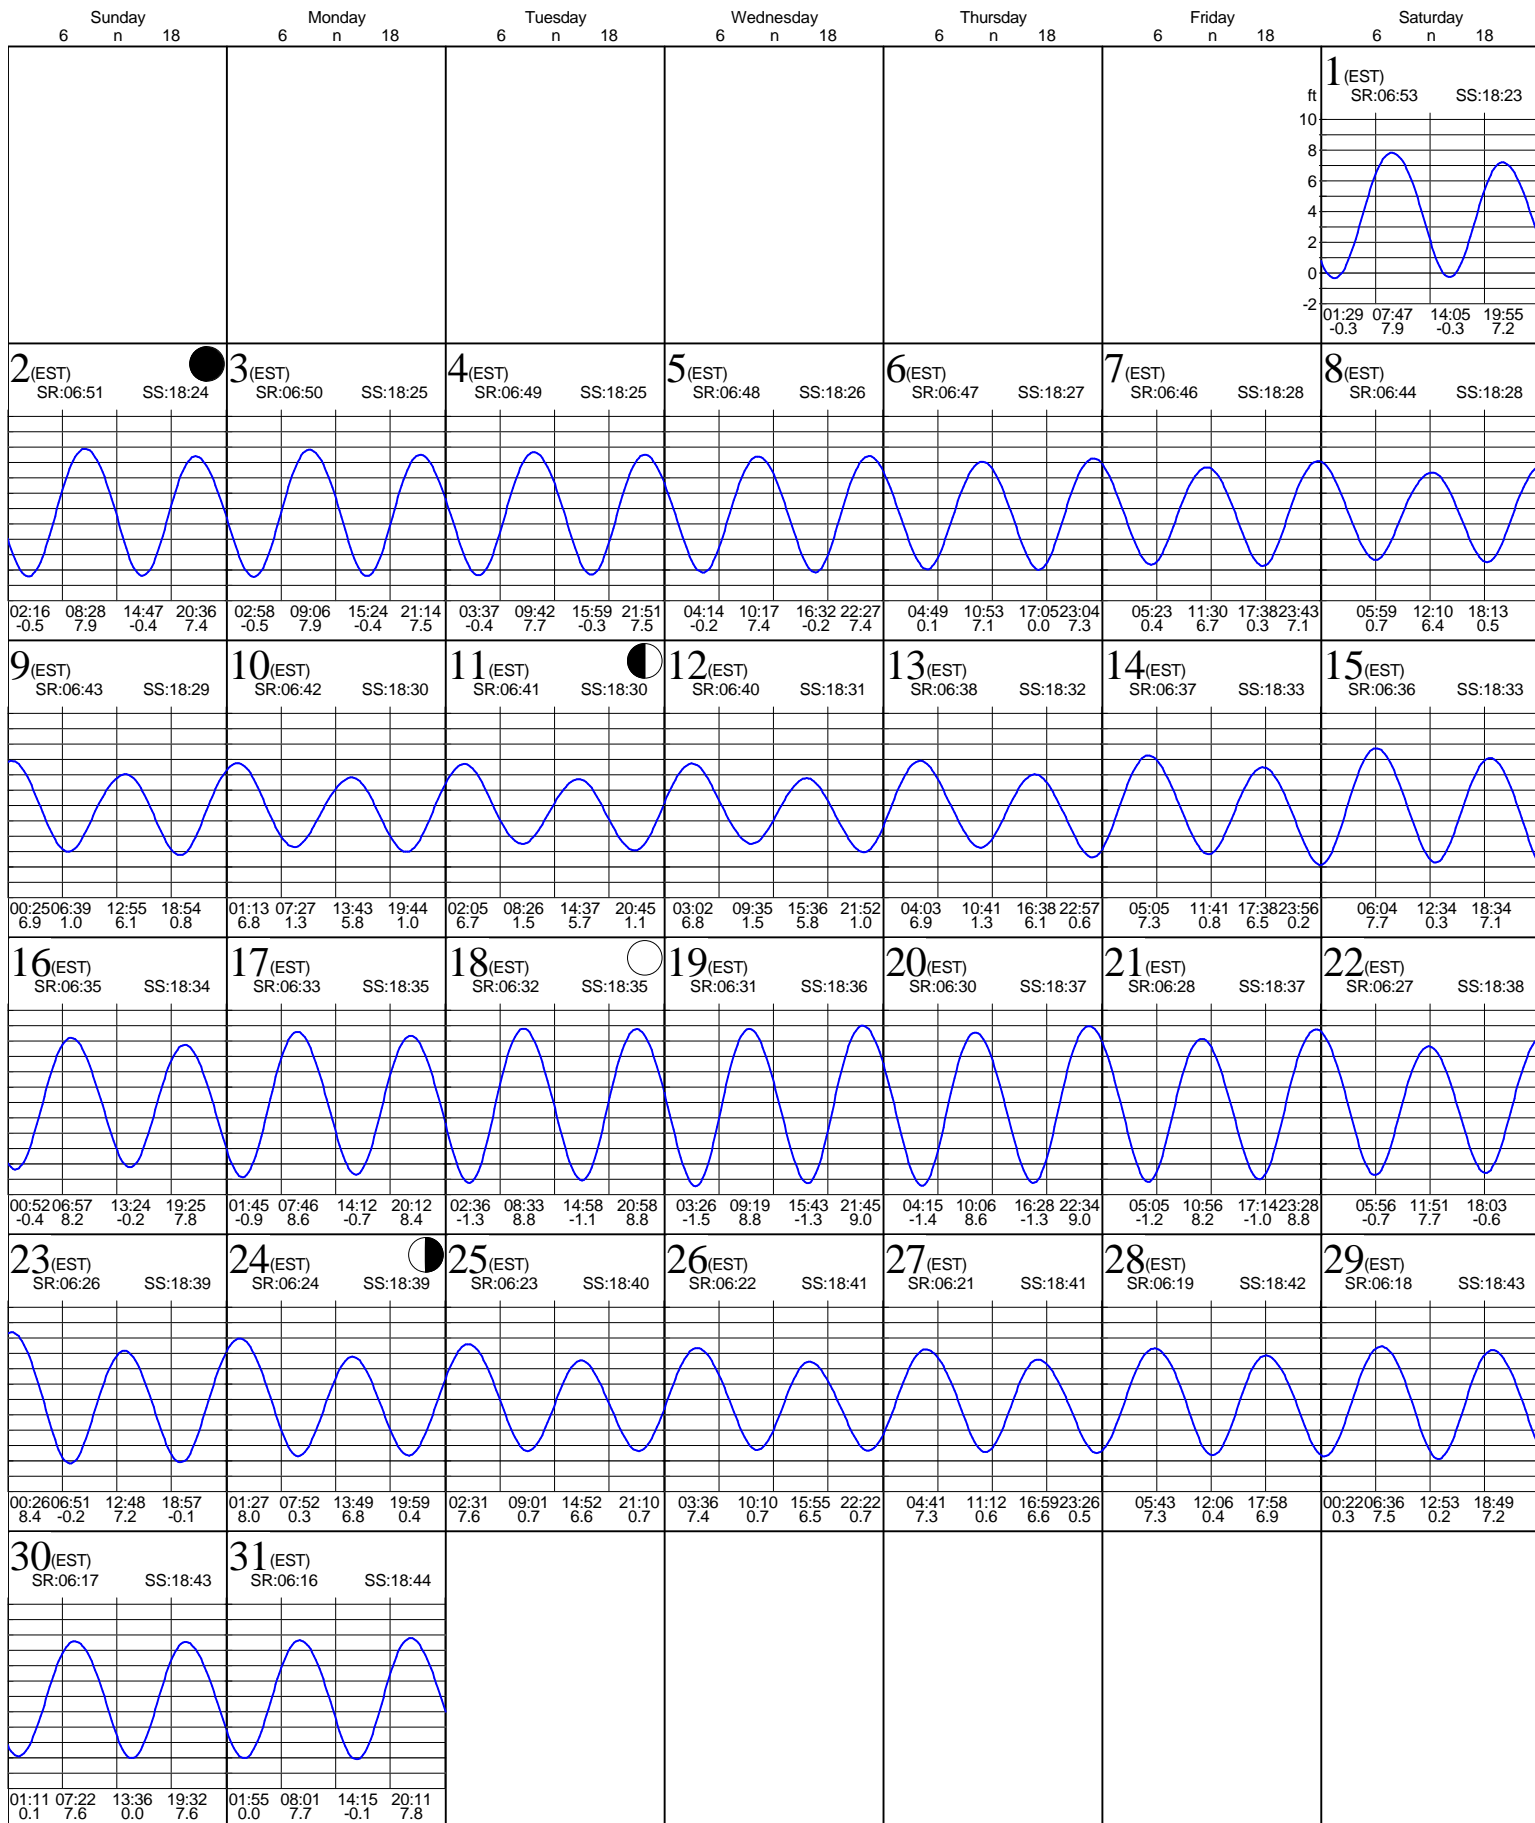 Sunday Monday Tuesday Wednesday Thursday Friday Saturday
6 n 18 6 n 18 6 n 18 6 n 18 6 n 18 6 n 18 6 n 18
1(EST)
ft SR:06:53 SS:18:23
10
8
6
4
2
0
-2
01:29 07:47 14:05 19:55
-0.3 7.9 -0.3 7.2
2(EST) 3(EST) 4(EST) 5(EST) 6(EST) 7(EST) 8(EST)
SR:06:51 SS:18:24 SR:06:50 SS:18:25 SR:06:49 SS:18:25 SR:06:48 SS:18:26 SR:06:47 SS:18:27 SR:06:46 SS:18:28 SR:06:44 SS:18:28
02:16 08:28 14:47 20:36 02:58 09:06 15:24 21:14 03:37 09:42 15:59 21:51 04:14 10:17 16:32 22:27 04:49 10:53 17:05 23:04 05:23 11:30 17:38 23:43 05:59 12:10 18:13
-0.5 7.9 -0.4 7.4 -0.5 7.9 -0.4 7.5 -0.4 7.7 -0.3 7.5 -0.2 7.4 -0.2 7.4 0.1 7.1 0.0 7.3 0.4 6.7 0.3 7.1 0.7 6.4 0.5
9(EST) 10(EST) 11(EST) 12(EST) 13(EST) 14(EST) 15(EST)
SR:06:43 SS:18:29 SR:06:42 SS:18:30 SR:06:41 SS:18:30 SR:06:40 SS:18:31 SR:06:38 SS:18:32 SR:06:37 SS:18:33 SR:06:36 SS:18:33
00:25 06:39 12:55 18:54 01:13 07:27 13:43 19:44 02:05 08:26 14:37 20:45 03:02 09:35 15:36 21:52 04:03 10:41 16:38 22:57 05:05 11:41 17:38 23:56 06:04 12:34 18:34
6.9 1.0 6.1 0.8 6.8 1.3 5.8 1.0 6.7 1.5 5.7 1.1 6.8 1.5 5.8 1.0 6.9 1.3 6.1 0.6 7.3 0.8 6.5 0.2 7.7 0.3 7.1
16(EST) 17(EST) 18(EST) 19(EST) 20(EST) 21(EST) 22(EST)
SR:06:35 SS:18:34 SR:06:33 SS:18:35 SR:06:32 SS:18:35 SR:06:31 SS:18:36 SR:06:30 SS:18:37 SR:06:28 SS:18:37 SR:06:27 SS:18:38
00:52 06:57 13:24 19:25 01:45 07:46 14:12 20:12 02:36 08:33 14:58 20:58 03:26 09:19 15:43 21:45 04:15 10:06 16:28 22:34 05:05 10:56 17:14 23:28 05:56 11:51 18:03
-0.4 8.2 -0.2 7.8 -0.9 8.6 -0.7 8.4 -1.3 8.8 -1.1 8.8 -1.5 8.8 -1.3 9.0 -1.4 8.6 -1.3 9.0 -1.2 8.2 -1.0 8.8 -0.7 7.7 -0.6
23(EST) 24(EST) 25(EST) 26(EST) 27(EST) 28(EST) 29(EST)
SR:06:26 SS:18:39 SR:06:24 SS:18:39 SR:06:23 SS:18:40 SR:06:22 SS:18:41 SR:06:21 SS:18:41 SR:06:19 SS:18:42 SR:06:18 SS:18:43
00:26 06:51 12:48 18:57 01:27 07:52 13:49 19:59 02:31 09:01 14:52 21:10 03:36 10:10 15:55 22:22 04:41 11:12 16:59 23:26 05:43 12:06 17:58 00:22 06:36 12:53 18:49
8.4 -0.2 7.2 -0.1 8.0 0.3 6.8 0.4 7.6 0.7 6.6 0.7 7.4 0.7 6.5 0.7 7.3 0.6 6.6 0.5 7.3 0.4 6.9 0.3 7.5 0.2 7.2
30(EST) 31(EST)
SR:06:17 SS:18:43 SR:06:16 SS:18:44
01:11 07:22 13:36 19:32 01:55 08:01 14:15 20:11
0.1 7.6 0.0 7.6 0.0 7.7 -0.1 7.8